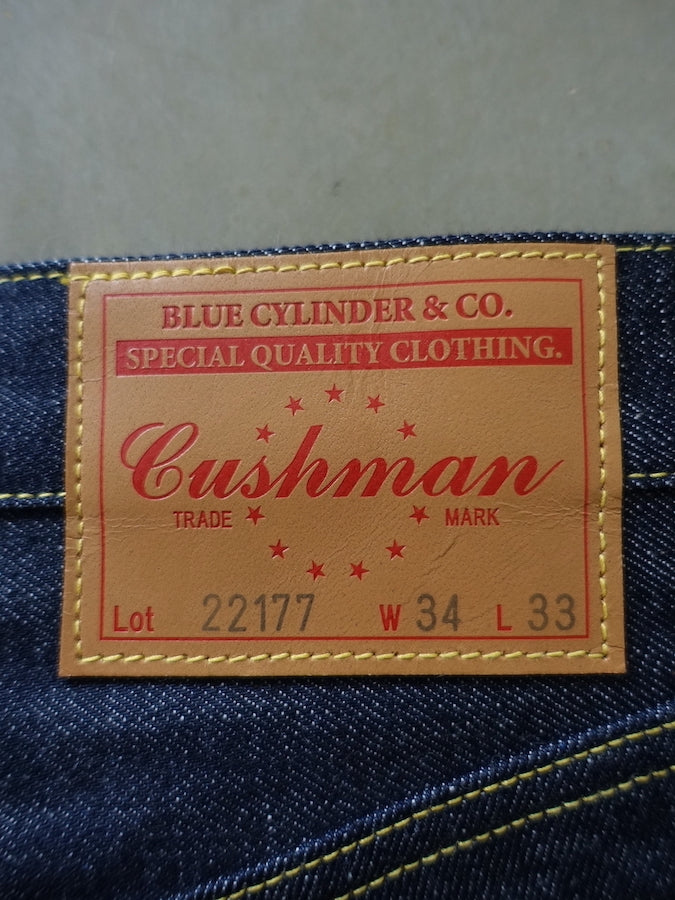 BLUE CYLINDER & CO.
SPECIAL QUALITY CLOTHING.
Cushman
TRADE MARK
Lot 22177 W 34 L 33